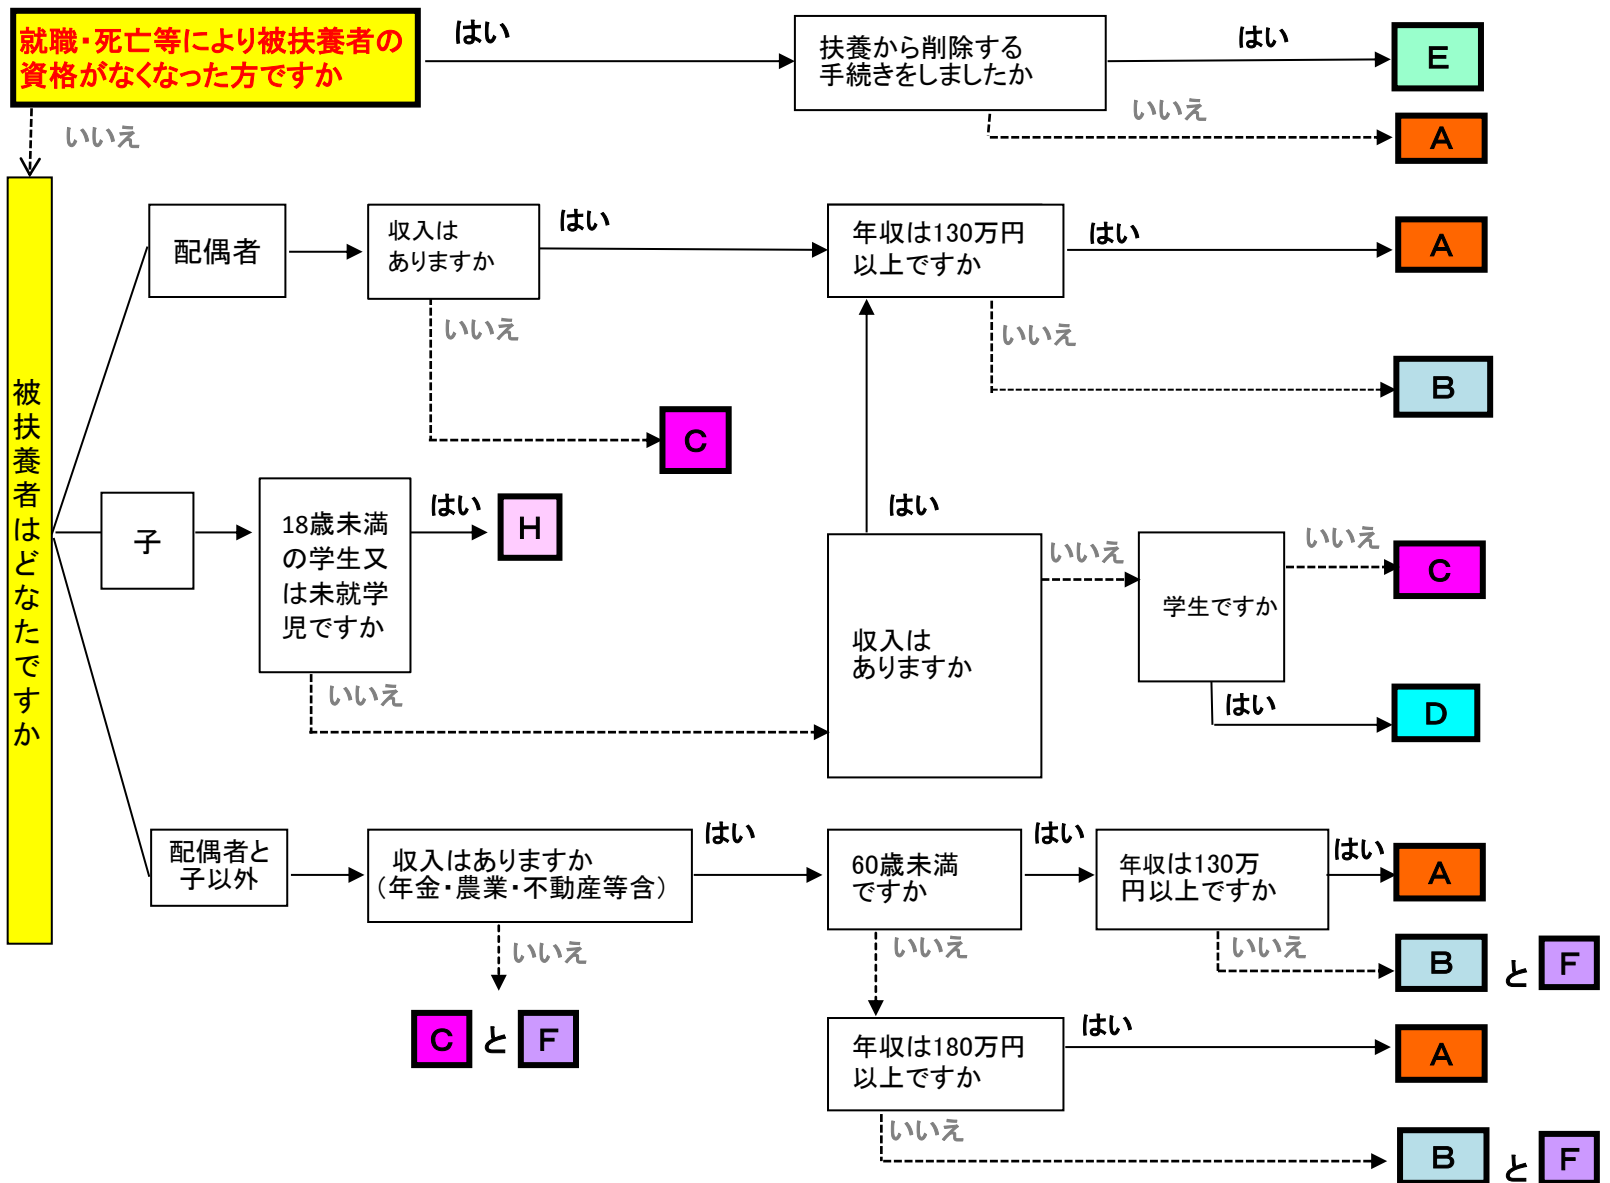 就職・死亡等により被扶養者の
資格がなくなった方ですか
はい
扶養から削除する
手続きをしましたか
はい
E
いいえ
A
いいえ
被扶養者はどなたですか
配偶者
収入は
ありますか
はい
年収は130万円
以上ですか
はい
A
いいえ
B
いいえ
C
子
18歳未満
の学生又
は未就学
児ですか
はい
H
いいえ
収入は
ありますか
はい
いいえ
学生ですか
いいえ
C
はい
D
配偶者と
子以外
収入はありますか
（年金・農業・不動産等含）
はい
60歳未満
ですか
はい
年収は130万
円以上ですか
はい
A
いいえ
B と F
いいえ
C と F
いいえ
年収は180万円
以上ですか
はい
A
いいえ
B と F